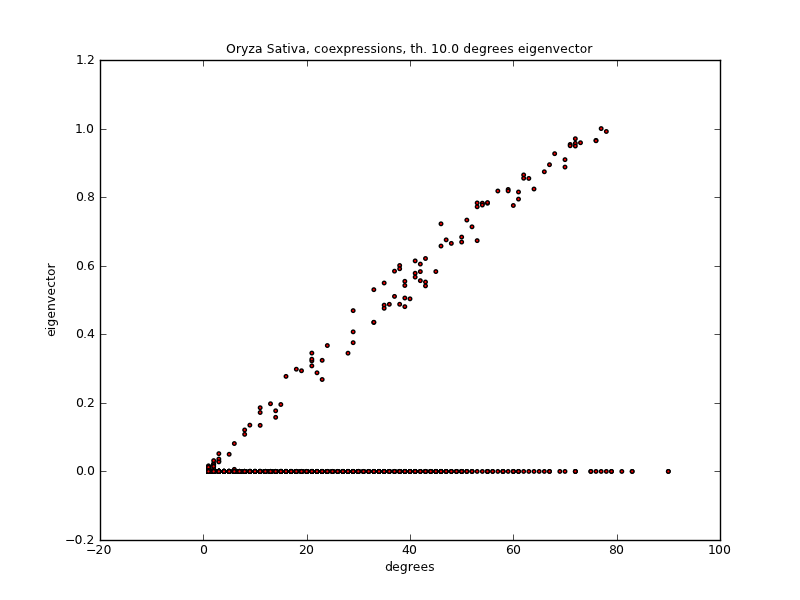 Oryza Sativa, coexpressions, th. 10.0 degrees eigenvector
1.2
1.0
0.8
0.6
0.4
0.2
0.0
−0.2
eigenvector
−20 0 20 40 60 80 100
degrees